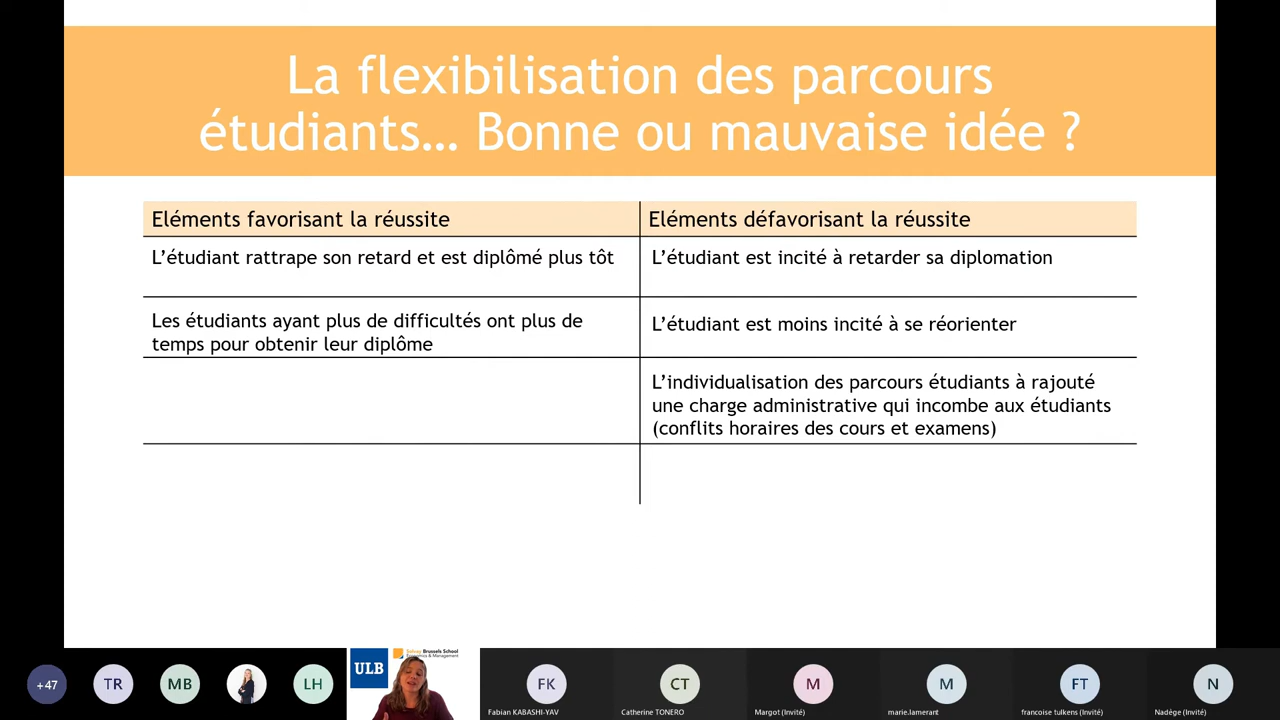 La flexibilisation des parcours
étudiants… Bonne ou mauvaise idée ?
Eléments favorisant la réussite
Eléments défavorisant la réussite
L’étudiant rattrape son retard et est diplômé plus tôt
L’étudiant est incité à retarder sa diplomation
Les étudiants ayant plus de difficultés ont plus de
temps pour obtenir leur diplôme
L’étudiant est moins incité à se réorienter
L’individualisation des parcours étudiants à rajouté
une charge administrative qui incombe aux étudiants
(conflits horaires des cours et examens)
+47
TR
MB
LH
ULB
Solvay Brussels School
Economics & Management
FK
Fabian KABASHI-YAV
CT
Catherine TONERO
M
Margot (Invité)
M
marie.lamerant
FT
francoise tulkens (Invité)
N
Nadège (Invité)